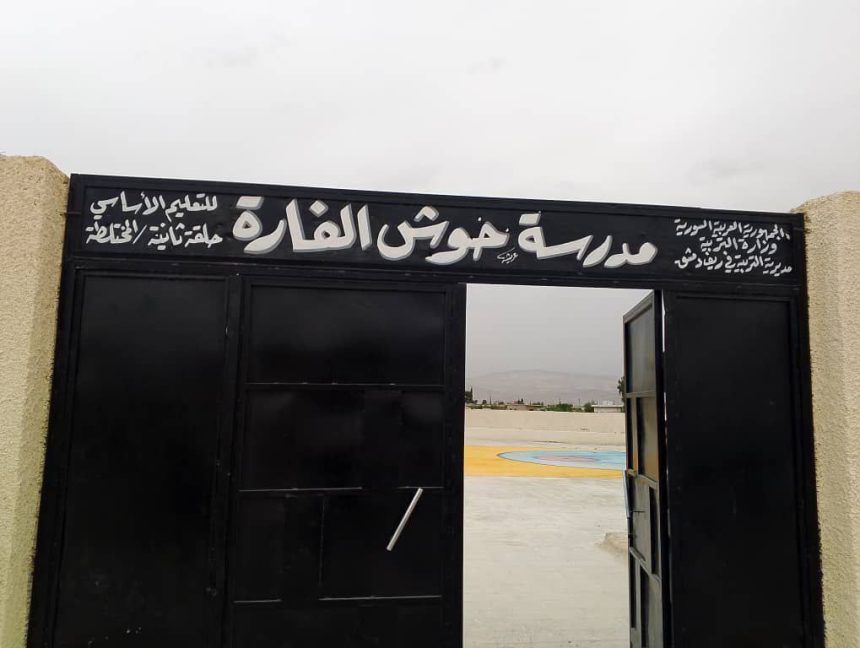 الجمهورية العربية السورية
وزارة التربية
مديرية التربية في ريف دمشق
مدرسة حوش الفارة
للتعليم الأساسي
حلقة ثانية / المختلطة